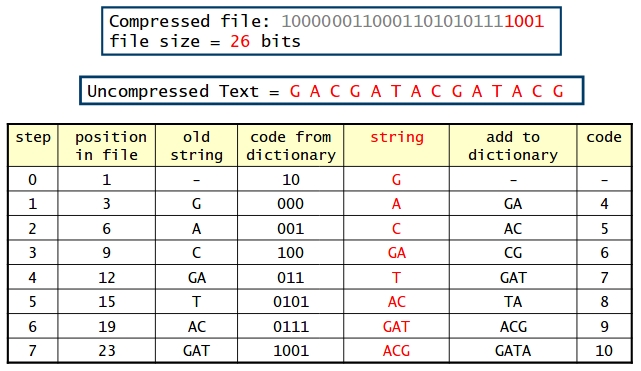 Compressed file: 10000001100011010101111001
file size = 26 bits
Uncompressed Text = G A C G A T A C G A T A C G
step position in file old string code from dictionary string add to dictionary code
0 1 – 10 G – –
1 3 G 000 A GA 4
2 6 A 001 C AC 5
3 9 C 100 GA CG 6
4 12 GA 011 T GAT 7
5 15 T 0101 AC TA 8
6 19 AC 0111 GAT ACG 9
7 23 GAT 1001 ACG GATA 10